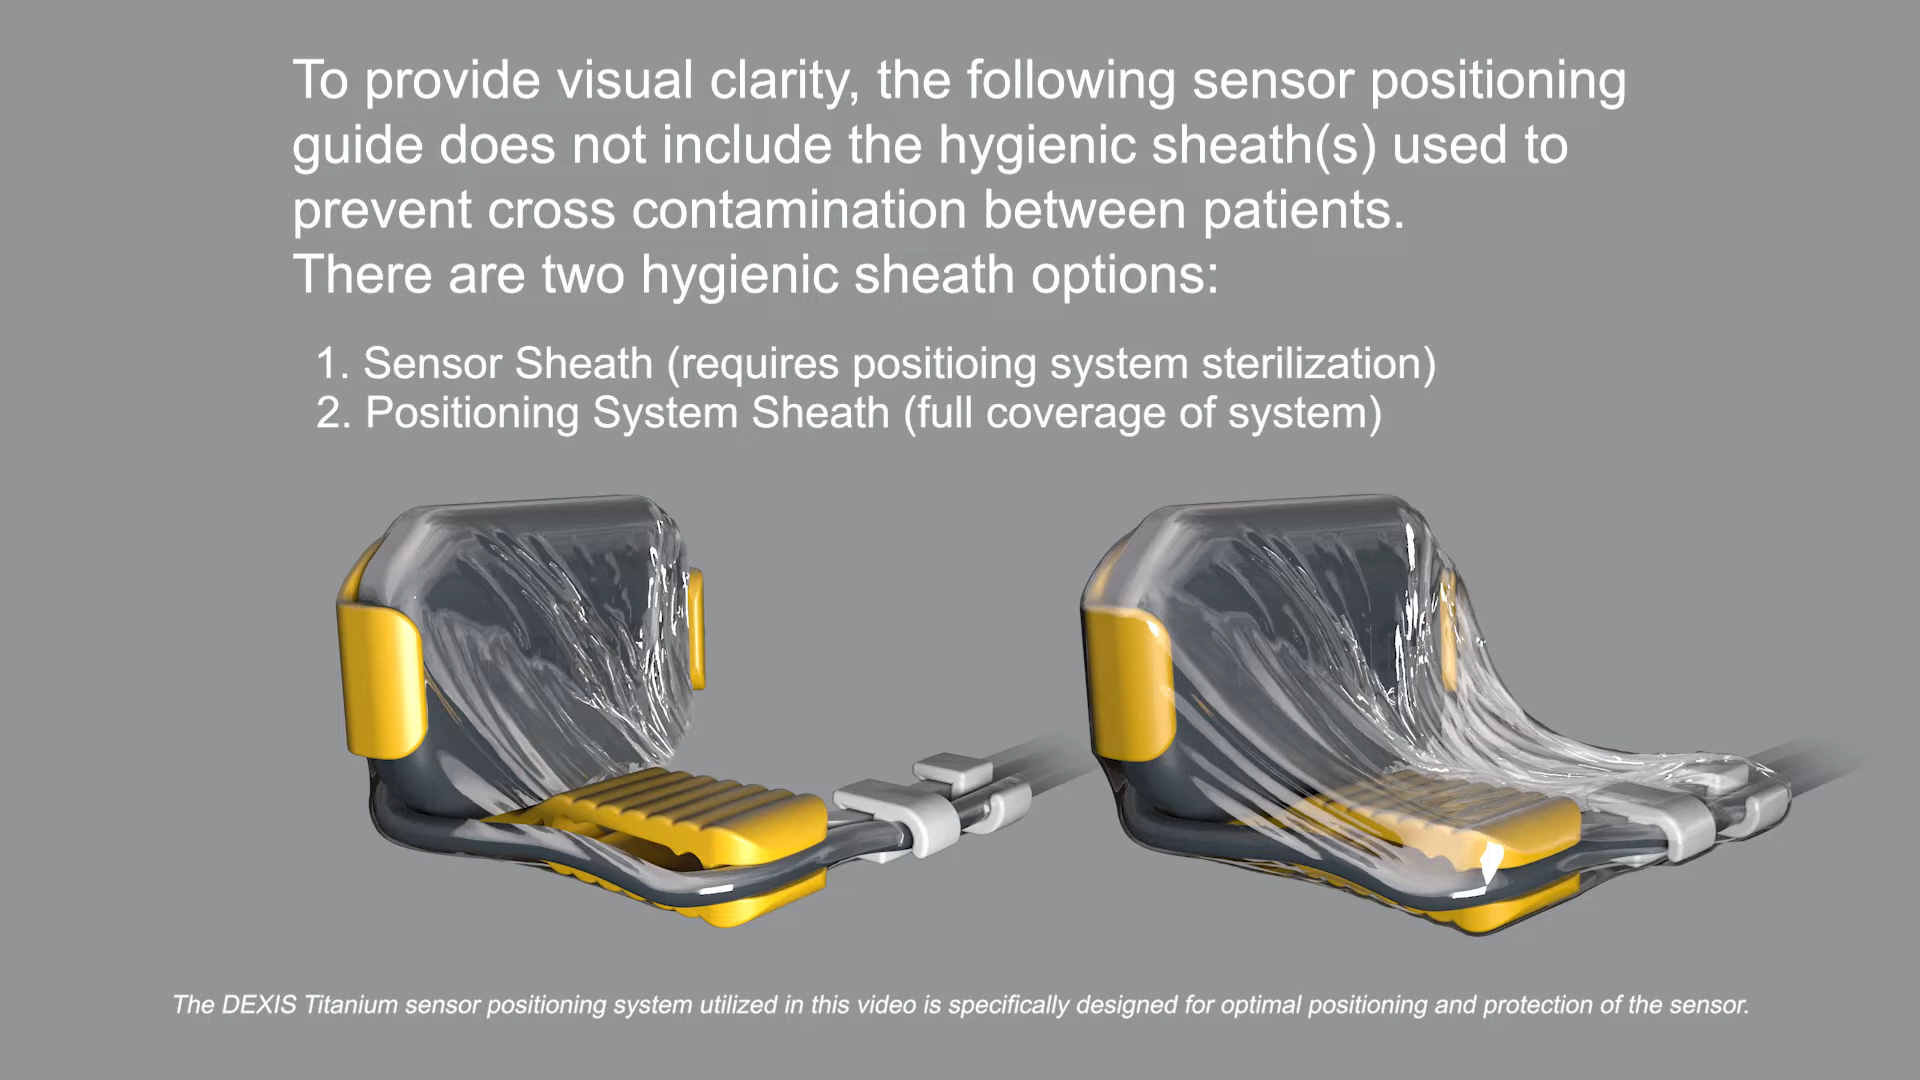 To provide visual clarity, the following sensor positioning
guide does not include the hygienic sheath(s) used to
prevent cross contamination between patients.
There are two hygienic sheath options:
1. Sensor Sheath (requires positioing system sterilization)
2. Positioning System Sheath (full coverage of system)
The DEXIS Titanium sensor positioning system utilized in this video is specifically designed for optimal positioning and protection of the sensor.